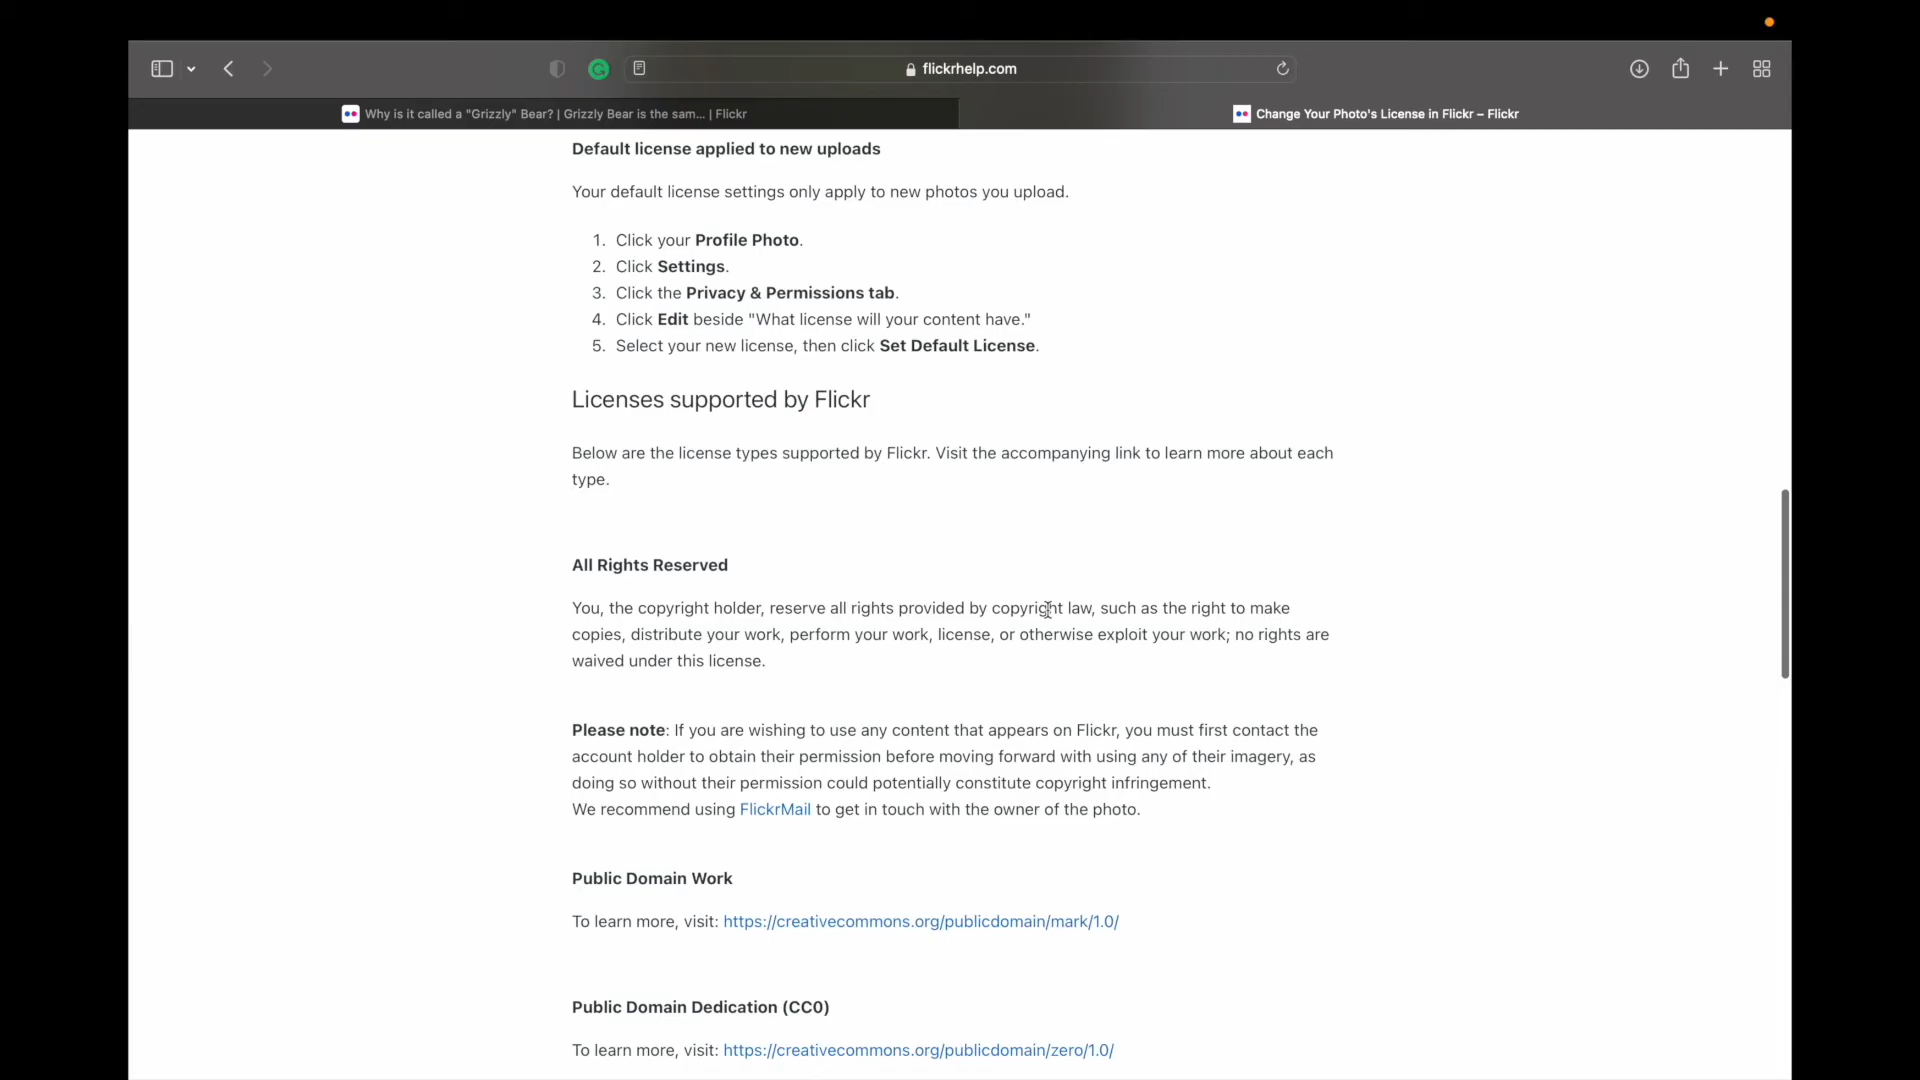 flickrhelp.com
Why is it called a "Grizzly" Bear? | Grizzly Bear is the sam... | Flickr
Change Your Photo's License in Flickr – Flickr
Default license applied to new uploads
Your default license settings only apply to new photos you upload.
1. Click your Profile Photo.
2. Click Settings.
3. Click the Privacy & Permissions tab.
4. Click Edit beside "What license will your content have."
5. Select your new license, then click Set Default License.
Licenses supported by Flickr
Below are the license types supported by Flickr. Visit the accompanying link to learn more about each
type.
All Rights Reserved
You, the copyright holder, reserve all rights provided by copyright law, such as the right to make
copies, distribute your work, perform your work, license, or otherwise exploit your work; no rights are
waived under this license.
Please note: If you are wishing to use any content that appears on Flickr, you must first contact the
account holder to obtain their permission before moving forward with using any of their imagery, as
doing so without their permission could potentially constitute copyright infringement.
We recommend using FlickrMail to get in touch with the owner of the photo.
Public Domain Work
To learn more, visit: https://creativecommons.org/publicdomain/mark/1.0/
Public Domain Dedication (CC0)
To learn more, visit: https://creativecommons.org/publicdomain/zero/1.0/